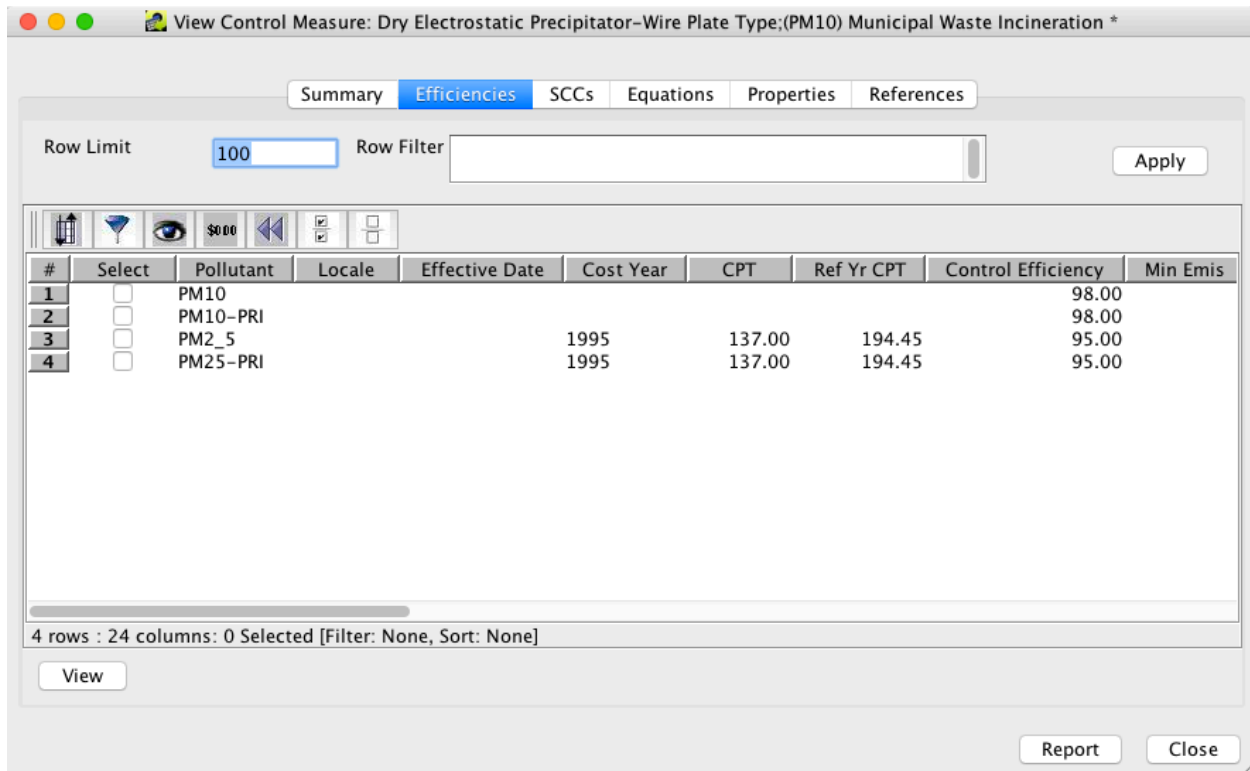 View Control Measure: Dry Electrostatic Precipitator-Wire Plate Type;(PM10) Municipal Waste Incineration *
Summary Efficiencies SCCs Equations Properties References
Row Limit 100 Row Filter Apply
$000
# Select Pollutant Locale Effective Date Cost Year CPT Ref Yr CPT Control Efficiency Min Emis
1 PM10 98.00
2 PM10-PRI 98.00
3 PM2_5 1995 137.00 194.45 95.00
4 PM25-PRI 1995 137.00 194.45 95.00
4 rows : 24 columns: 0 Selected [Filter: None, Sort: None]
View
Report Close